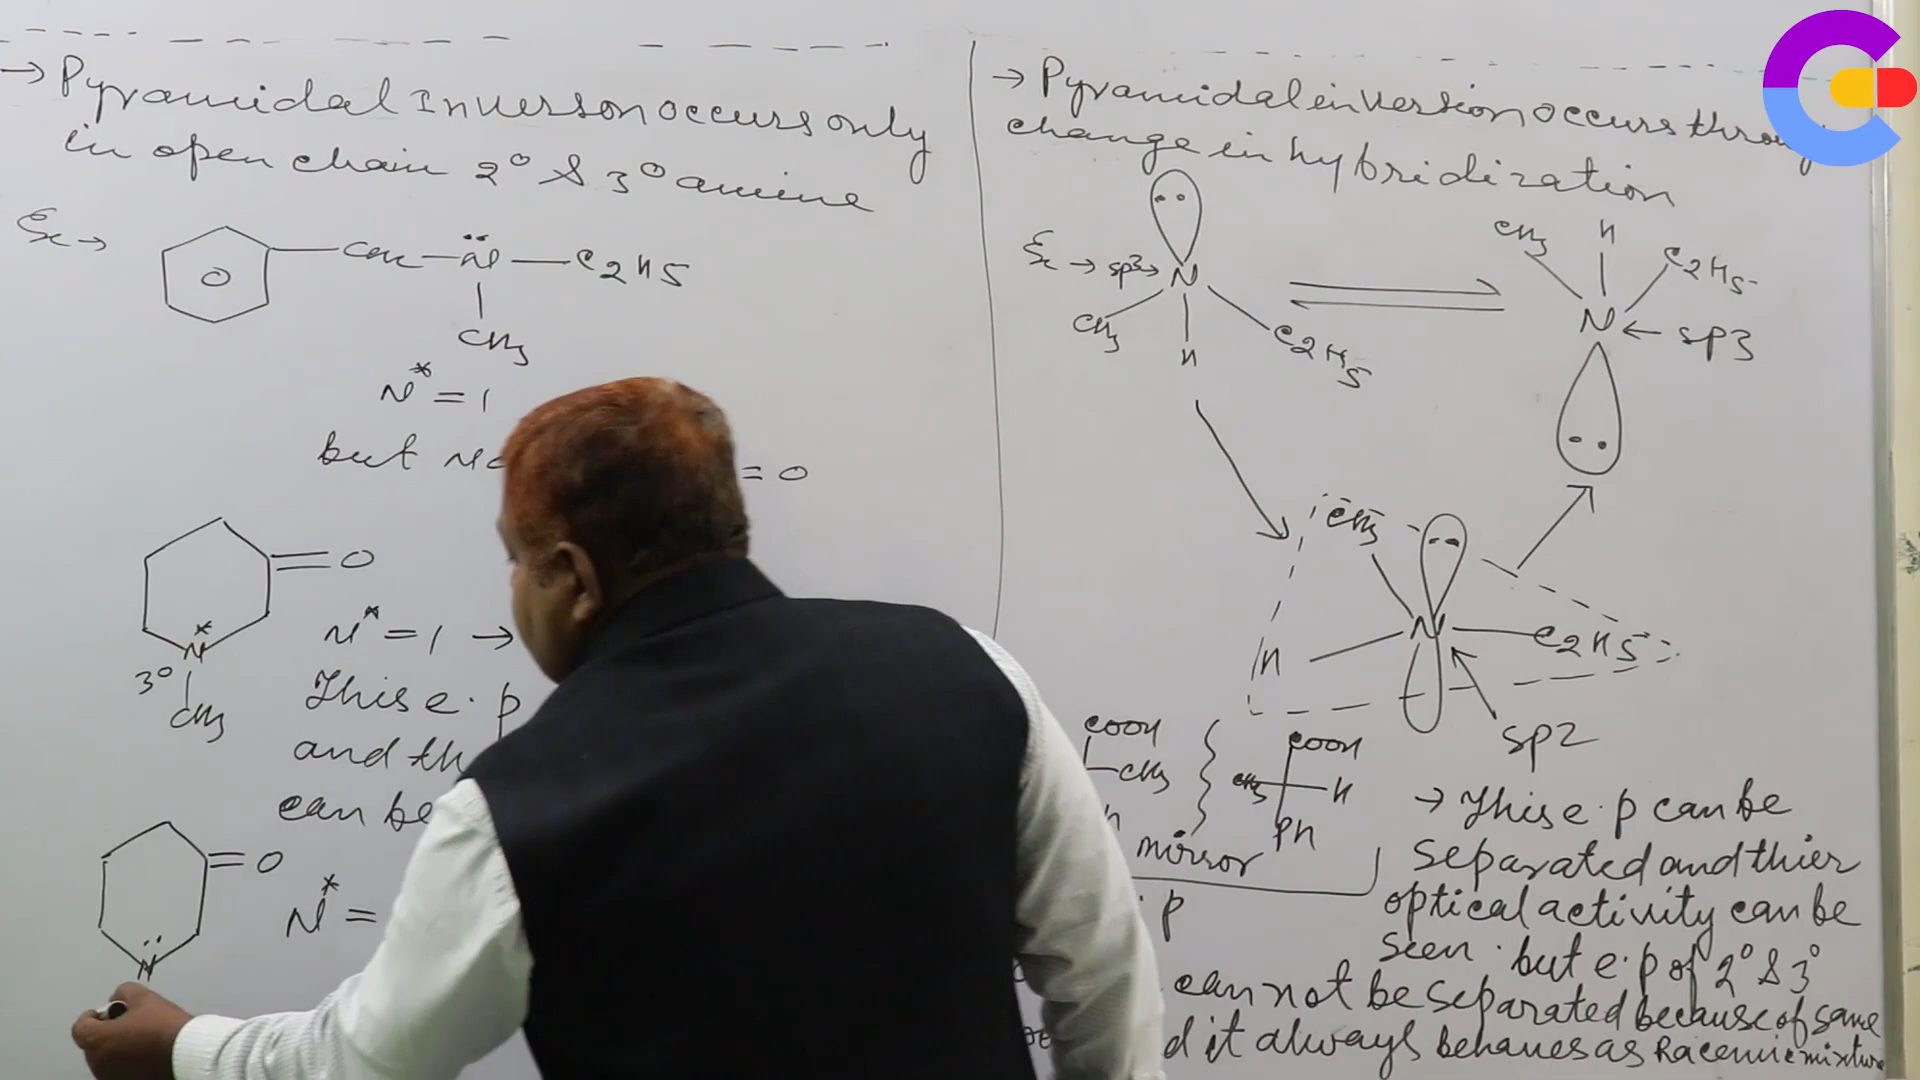 → Pyramidal Inverson occurs only
in open chain 2° & 3° amine
Ex →
N̈ — C2H5
CH3
N* = 1
but
= 0
O
N* = 1 →
*
N
3°
CH3
This e.p
and th
can be
O
N* =
N̈
→ Pyramidal inversion occurs throu
change in hybridization
Ex → sp3 → N
CH3
H
C2H5
CH3
H
C2H5
N ← sp3
CH3
N
C2H5
H
sp2
COOH
CH3
COOH
CH3
H
Ph
mirror
.p
→ This e.p can be
separated and thier
optical activity can be
seen. but e.p of 2° & 3°
can not be separated because of same
d it always behaves as Racemic mixture